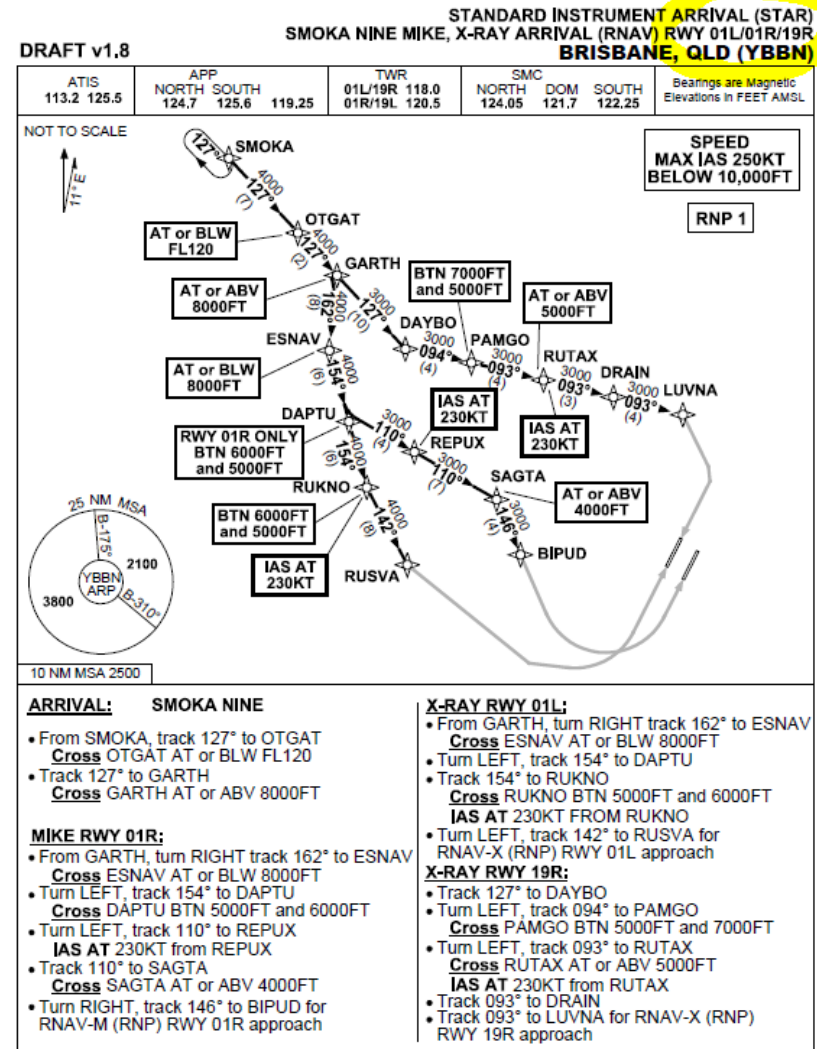 STANDARD INSTRUMENT ARRIVAL (STAR)
SMOKA NINE MIKE, X-RAY ARRIVAL (RNAV) RWY 01L/01R/19R
DRAFT v1.8
BRISBANE, QLD (YBBN)
ATIS
113.2 125.5
APP
NORTH SOUTH
124.7 125.6 119.25
TWR
01L/19R 118.0
01R/19L 120.5
SMC
NORTH DOM SOUTH
124.05 121.7 122.25
Bearings are Magnetic
Elevations in FEET AMSL
NOT TO SCALE
11° E
SPEED
MAX IAS 250KT
BELOW 10,000FT
RNP 1
127°
SMOKA
4000
127°
(7)
OTGAT
AT or BLW
FL120
4000
127°
(2)
GARTH
AT or ABV
8000FT
4000
162°
(8)
3000
127°
(10)
BTN 7000FT
and 5000FT
AT or ABV
5000FT
DAYBO
3000
094°
(4)
PAMGO
3000
093°
(4)
RUTAX
3000
093°
(3)
DRAIN
3000
093°
(4)
LUVNA
ESNAV
AT or BLW
8000FT
4000
154°
(6)
IAS AT
230KT
IAS AT
230KT
DAPTU
RWY 01R ONLY
BTN 6000FT
and 5000FT
3000
110°
(4)
REPUX
4000
154°
(6)
3000
110°
(7)
SAGTA
AT or ABV
4000FT
RUKNO
BTN 6000FT
and 5000FT
4000
142°
(8)
3000
146°
(4)
BIPUD
IAS AT
230KT
RUSVA
25 NM MSA
B-175°
2100
YBBN
ARP
3800
B-310°
10 NM MSA 2500
ARRIVAL: SMOKA NINE
• From SMOKA, track 127° to OTGAT
Cross OTGAT AT or BLW FL120
• Track 127° to GARTH
Cross GARTH AT or ABV 8000FT
MIKE RWY 01R:
• From GARTH, turn RIGHT track 162° to ESNAV
Cross ESNAV AT or BLW 8000FT
• Turn LEFT, track 154° to DAPTU
Cross DAPTU BTN 5000FT and 6000FT
• Turn LEFT, track 110° to REPUX
IAS AT 230KT from REPUX
• Track 110° to SAGTA
Cross SAGTA AT or ABV 4000FT
• Turn RIGHT, track 146° to BIPUD for
RNAV-M (RNP) RWY 01R approach
X-RAY RWY 01L:
• From GARTH, turn RIGHT track 162° to ESNAV
Cross ESNAV AT or BLW 8000FT
• Turn LEFT, track 154° to DAPTU
• Track 154° to RUKNO
Cross RUKNO BTN 5000FT and 6000FT
IAS AT 230KT FROM RUKNO
• Turn LEFT, track 142° to RUSVA for
RNAV-X (RNP) RWY 01L approach
X-RAY RWY 19R:
• Track 127° to DAYBO
• Turn LEFT, track 094° to PAMGO
Cross PAMGO BTN 5000FT and 7000FT
• Turn LEFT, track 093° to RUTAX
Cross RUTAX AT or ABV 5000FT
IAS AT 230KT from RUTAX
• Track 093° to DRAIN
• Track 093° to LUVNA for RNAV-X (RNP)
RWY 19R approach